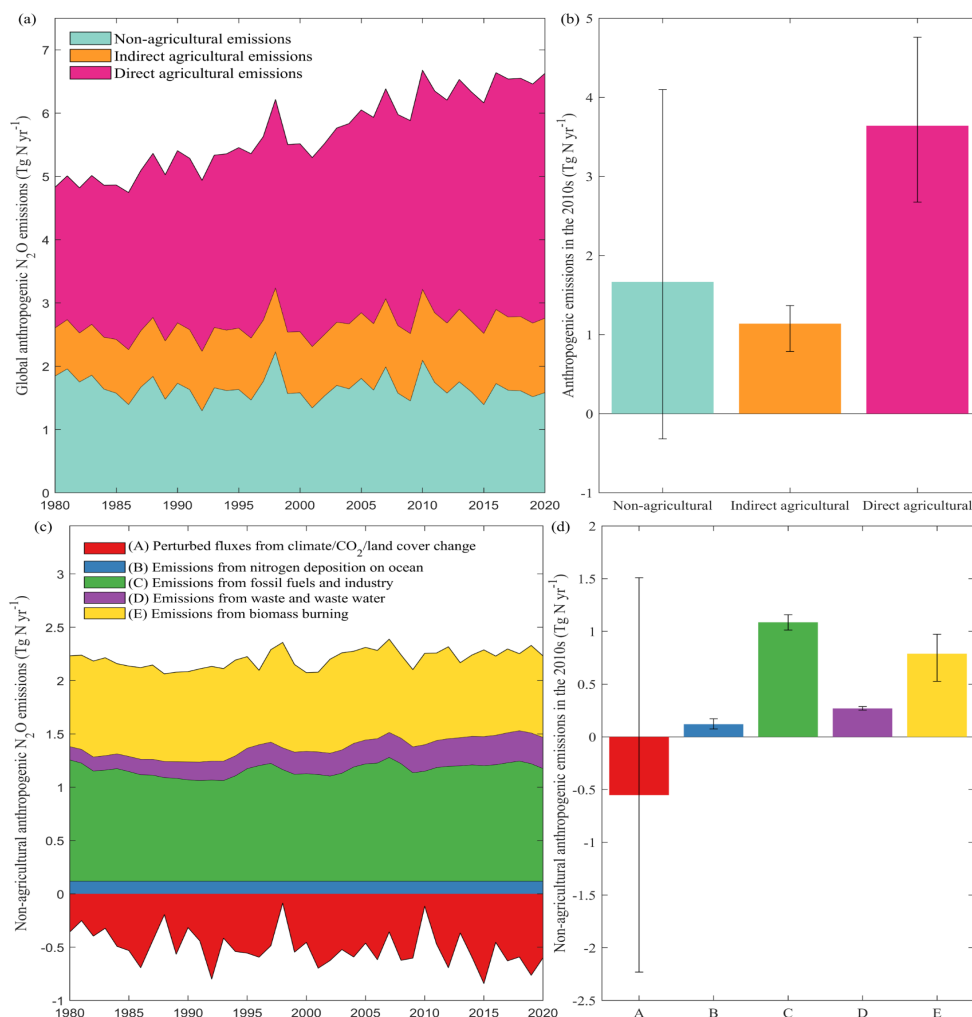 (a)
Non-agricultural emissions
Indirect agricultural emissions
Direct agricultural emissions
Global anthropogenic N2O emissions (Tg N yr-1)
7
6
5
4
3
2
1
0
1980 1985 1990 1995 2000 2005 2010 2015 2020
(b)
Anthropogenic emissions in the 2010s (Tg N yr-1)
5
4
3
2
1
0
-1
Non-agricultural Indirect agricultural Direct agricultural
(c)
(A) Perturbed fluxes from climate/CO2/land cover change
(B) Emissions from nitrogen deposition on ocean
(C) Emissions from fossil fuels and industry
(D) Emissions from waste and waste water
(E) Emissions from biomass burning
Non-agricultural anthropogenic N2O emissions (Tg N yr-1)
3
2.5
2
1.5
1
0.5
0
-0.5
-1
1980 1985 1990 1995 2000 2005 2010 2015 2020
(d)
Non-agricultural anthropogenic emissions in the 2010s (Tg N yr-1)
2
1.5
1
0.5
0
-0.5
-1
-1.5
-2
-2.5
A B C D E